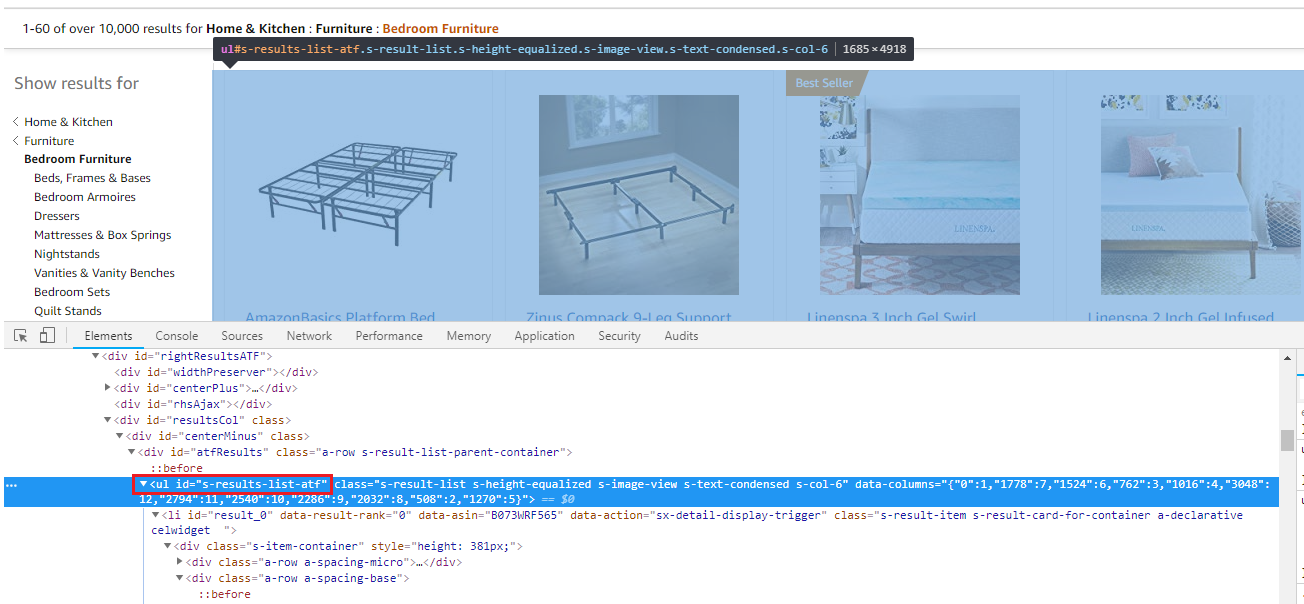 1-60 of over 10,000 results for Home & Kitchen : Furniture : Bedroom Furniture
ul#s-results-list-atf.s-result-list.s-height-equalized.s-image-view.s-text-condensed.s-col-6 | 1685×4918
Show results for
Home & Kitchen
Furniture
Bedroom Furniture
Beds, Frames & Bases
Bedroom Armoires
Dressers
Mattresses & Box Springs
Nightstands
Vanities & Vanity Benches
Bedroom Sets
Quilt Stands
Best Seller
LINENSPA.
LINENSPA.
AmazonBasics Platform Bed
Zinus Compack 9-Leg Support
Linenspa 3 Inch Gel Swirl
Linenspa 2 Inch Gel Infused
Elements Console Sources Network Performance Memory Application Security Audits
▼<div id="rightResultsATF">
<div id="widthPreserver"></div>
▶<div id="centerPlus">…</div>
<div id="rhsAjax"></div>
▼<div id="resultsCol" class>
▼<div id="centerMinus" class>
▼<div id="atfResults" class="a-row s-result-list-parent-container">
::before
▼<ul id="s-results-list-atf" class="s-result-list s-height-equalized s-image-view s-text-condensed s-col-6" data-columns="{"0":1,"1778":7,"1524":6,"762":3,"1016":4,"3048":
12,"2794":11,"2540":10,"2286":9,"2032":8,"508":2,"1270":5}"> == $0
▼<li id="result_0" data-result-rank="0" data-asin="B073WRF565" data-action="sx-detail-display-trigger" class="s-result-item s-result-card-for-container a-declarative
celwidget ">
▼<div class="s-item-container" style="height: 381px;">
▶<div class="a-row a-spacing-micro">…</div>
▼<div class="a-row a-spacing-base">
::before